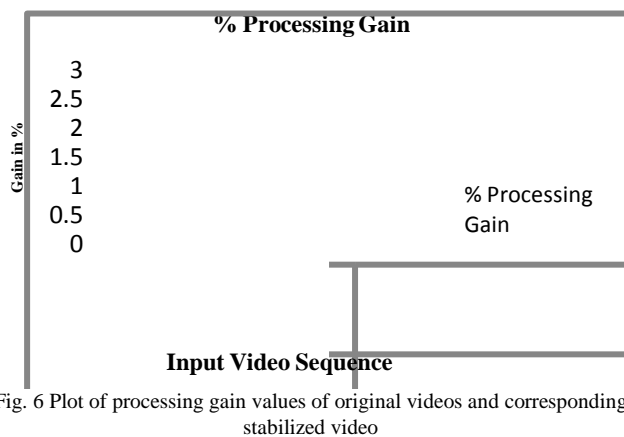 % Processing Gain
3
2.5
2
1.5
1
0.5
0
Gain in %
% Processing
Gain
Input Video Sequence
Fig. 6 Plot of processing gain values of original videos and corresponding
stabilized video